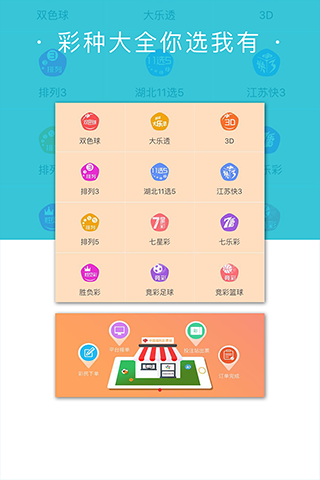 双色球 大乐透 3D
· 彩种大全你选我有 ·
排列3 湖北11选5 江苏快3
双色球 大乐透 3D
排列3 湖北11选5 江苏快3
排列5 七星彩 七乐彩
胜负彩 竞彩足球 竞彩篮球
平台接单 投注站出票
彩民下单 订单完成